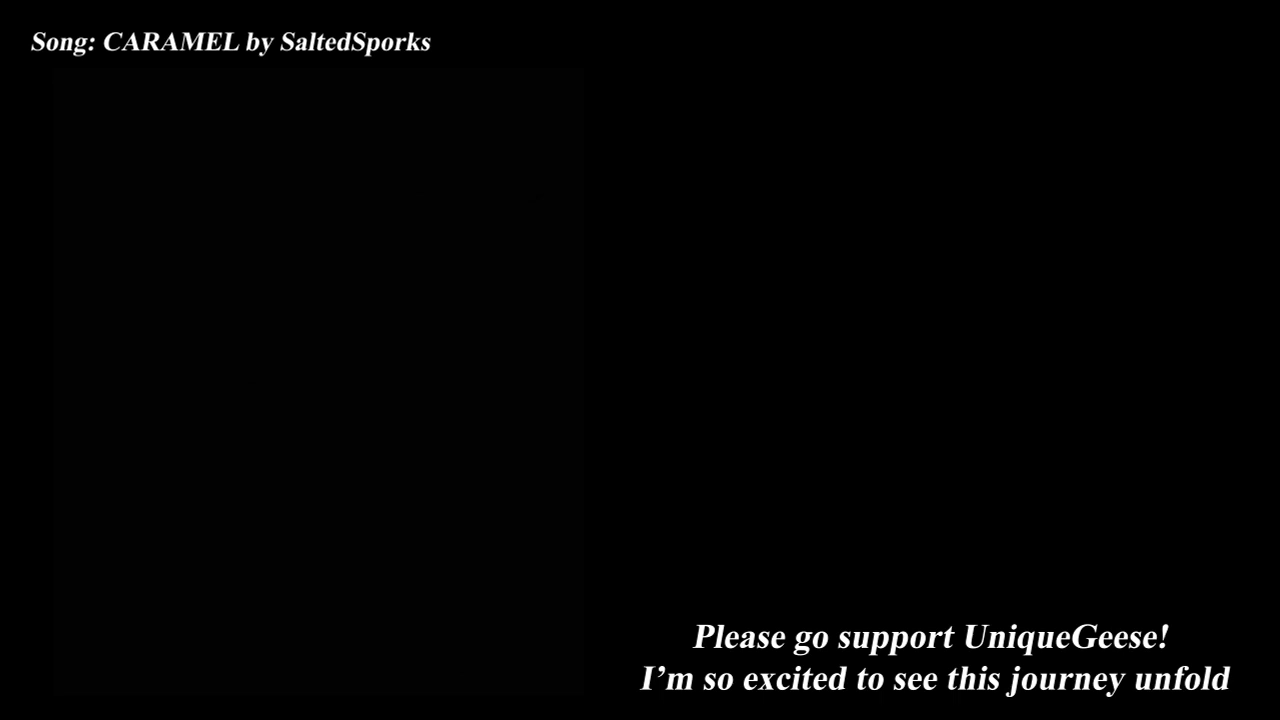 Song: CARAMEL by SaltedSporks
Please go support UniqueGeese!
I’m so excited to see this journey unfold